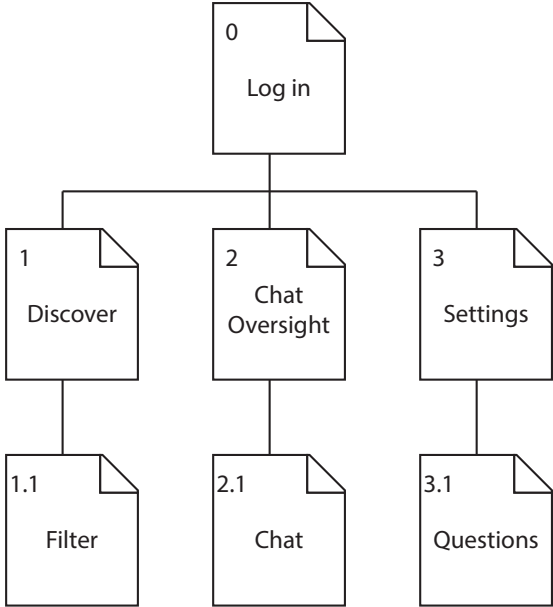 0
Log in
1
Discover
2
Chat
Oversight
3
Settings
1.1
Filter
2.1
Chat
3.1
Questions